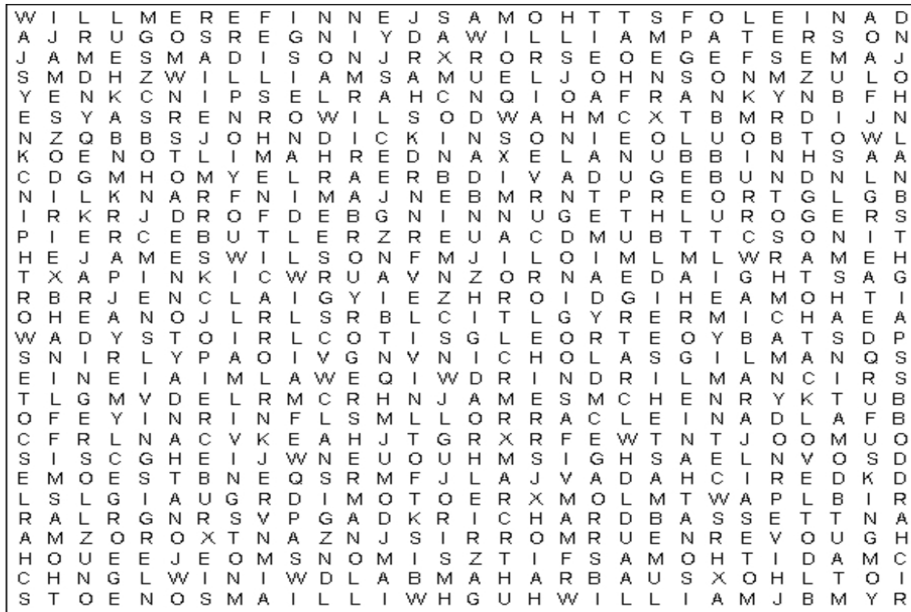 W I L L M E R E F I N N E J S A M O H T T S F O L E I N A D
A J R U G O S R E G N I Y D A W I L L I A M P A T E R S O N
J A M E S M A D I S O N J R X R O R S E O E G E F S E M A J
S M D H Z W I L L I A M S A M U E L J O H N S O N M Z U L O
Y E N K C N I P S E L R A H C N Q I O A F R A N K Y N B F H
E S Y A S R E N R O W I L S O D W A H M C X T B M R D I J N
N Z Q B B S J O H N D I C K I N S O N I E O L U O B T O W L
K O E N O T L I M A H R E D N A X E L A N U B B I N H S A A
C D G M H O M Y E L R A E R B D I V A D U G E B U N D N L N
N I L K N A R F N I M A J N E B M R N T P R E O R T G L G B
I R K R J D R O F D E B G N I N N U G E T H L U R O G E R S
P I E R C E B U T L E R Z R E U A C D M U B T T C S O N I T
H E J A M E S W I L S O N F M J I L O I M L M L W R A M E H
T X A P I N K I C W R U A V N Z O R N A E D A I G H T S A G
R B R J E N C L A I G Y I E Z H R O I D G I H E A M O H T I
O H E A N O J L R L S R B L C I T L G Y R E R M I C H A E A
W A D Y S T O I R L C O T I S G L E O R T E O Y B A T S D P
S N I R L Y P A O I V G N V N I C H O L A S G I L M A N Q S
E I N E I A I M L A W E Q I W D R I N D R I L M A N C I R S
T L G M V D E L R M C R H N J A M E S M C H E N R Y K T U B
O F E Y I N R I N F L S M L L O R R A C L E I N A D L A F B
C F R L N A C V K E A H J T G R X R F E W T N T J O O M U O
S I S C G H E I J W N E U O U H M S I G H S A E L N V O S D
E M O E S T B N E Q S R M F J L A J V A D A H C I R E D K D
L S L G I A U G R D I M O T O E R X M O L M T W A P L B I R
R A L R G N R S V P G A D K R I C H A R D B A S S E T T N A
A M Z O R O X T N A Z N J S I R R O M R U E N R E V O U G H
H O U E E J E O M S N O M I S Z T I F S A M O H T I D A M C
C H N G L W I N I W D L A B M A H A R B A U S X O H L T O I
S T O E N O S M A I L L I W H G U H W I L L I A M J B M Y R